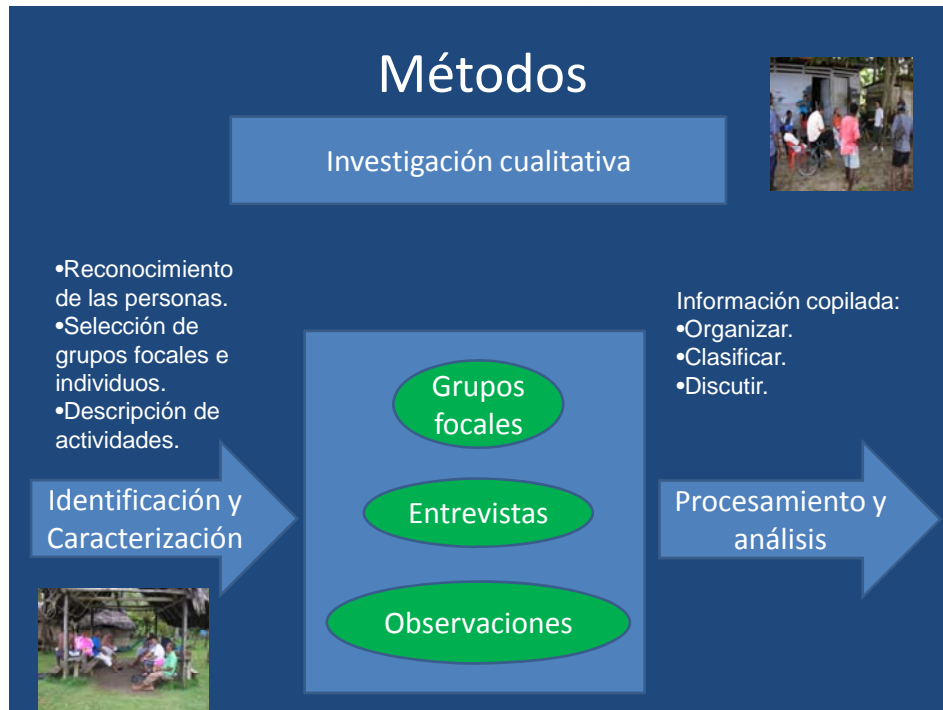 Métodos
Investigación cualitativa
•Reconocimiento
de las personas.
•Selección de
grupos focales e
individuos.
•Descripción de
actividades.
Identificación y
Caracterización
Grupos
focales
Entrevistas
Observaciones
Información copilada:
•Organizar.
•Clasificar.
•Discutir.
Procesamiento y
análisis